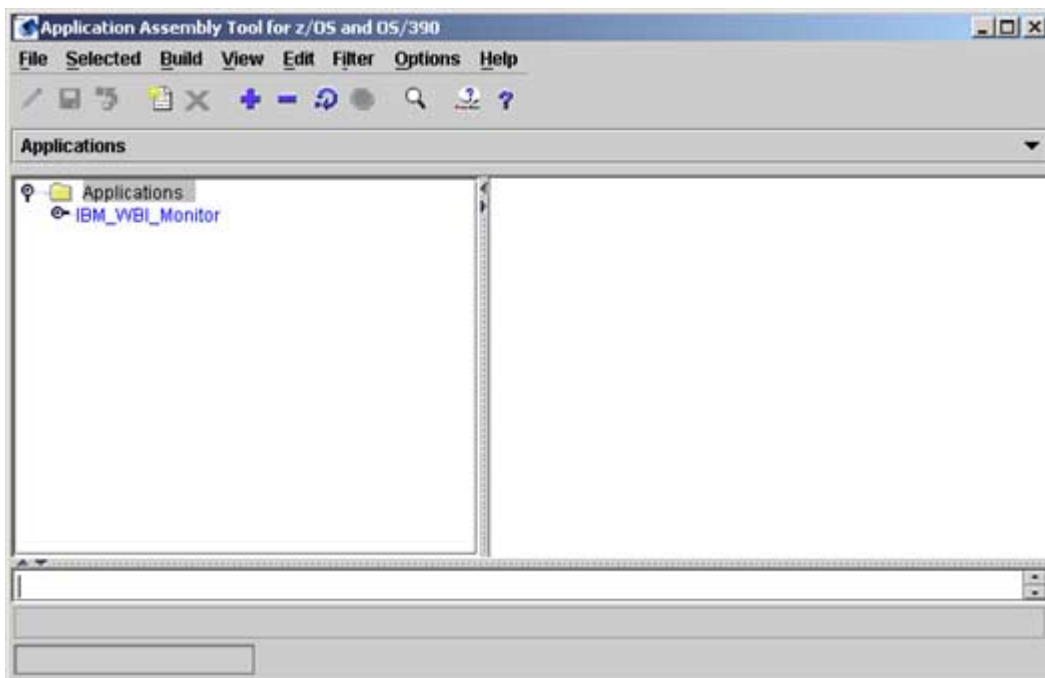 Application Assembly Tool for z/OS and OS/390
File Selected Build View Edit Filter Options Help
Applications
Applications
IBM_WBI_Monitor